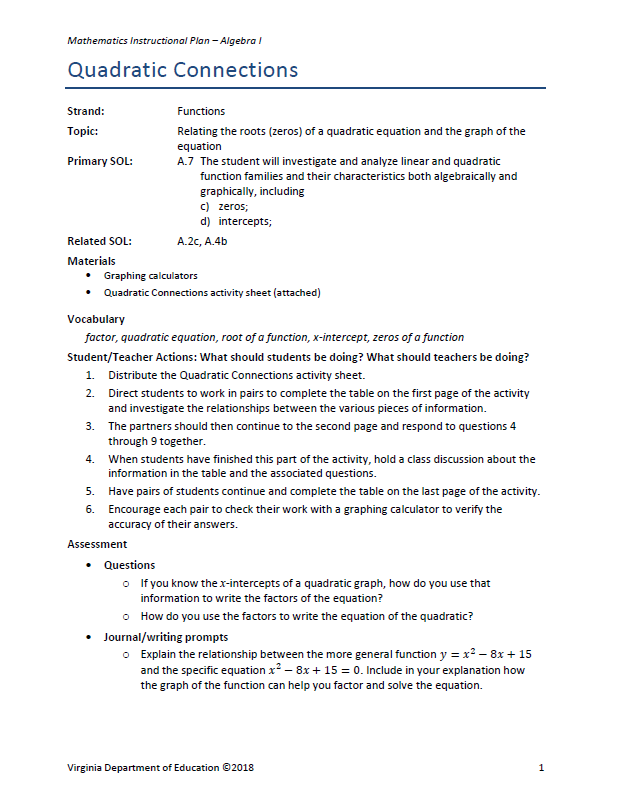 Mathematics Instructional Plan – Algebra I
Quadratic Connections
Strand: Functions
Topic: Relating the roots (zeros) of a quadratic equation and the graph of the
equation
Primary SOL: A.7 The student will investigate and analyze linear and quadratic
function families and their characteristics both algebraically and
graphically, including
c) zeros;
d) intercepts;
Related SOL: A.2c, A.4b
Materials
• Graphing calculators
• Quadratic Connections activity sheet (attached)
Vocabulary
factor, quadratic equation, root of a function, x-intercept, zeros of a function
Student/Teacher Actions: What should students be doing? What should teachers be doing?
1. Distribute the Quadratic Connections activity sheet.
2. Direct students to work in pairs to complete the table on the first page of the activity
and investigate the relationships between the various pieces of information.
3. The partners should then continue to the second page and respond to questions 4
through 9 together.
4. When students have finished this part of the activity, hold a class discussion about the
information in the table and the associated questions.
5. Have pairs of students continue and complete the table on the last page of the activity.
6. Encourage each pair to check their work with a graphing calculator to verify the
accuracy of their answers.
Assessment
• Questions
o If you know the x-intercepts of a quadratic graph, how do you use that
information to write the factors of the equation?
o How do you use the factors to write the equation of the quadratic?
• Journal/writing prompts
o Explain the relationship between the more general function y = x² − 8x + 15
and the specific equation x² − 8x + 15 = 0. Include in your explanation how
the graph of the function can help you factor and solve the equation.
Virginia Department of Education ©2018 1